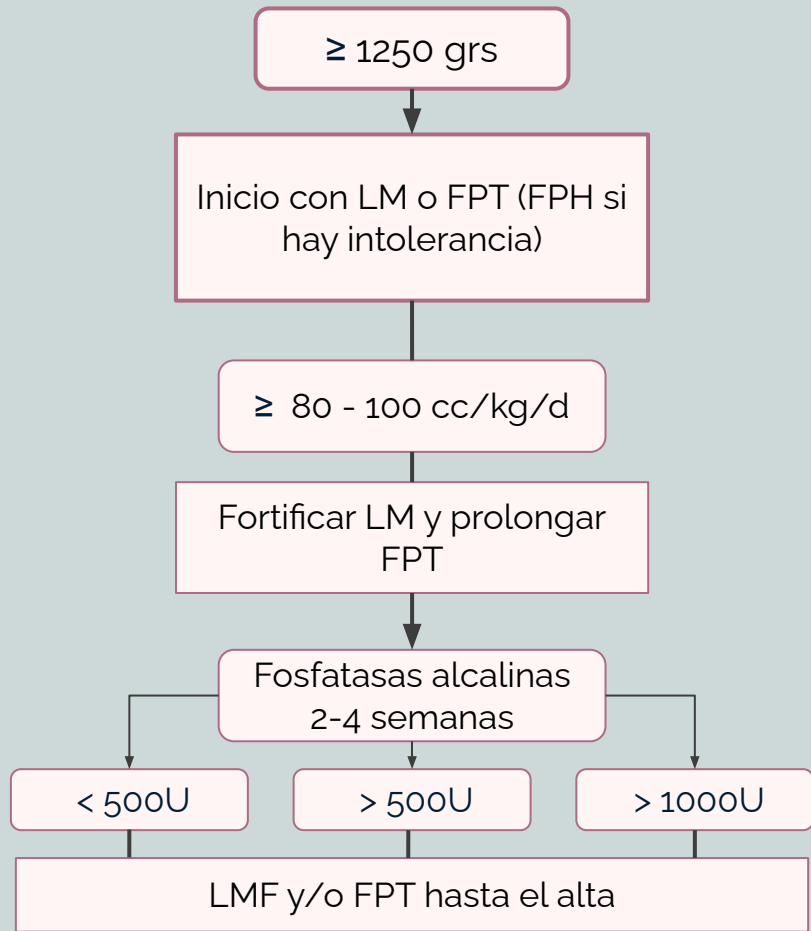 ≥ 1250 grs
Inicio con LM o FPT (FPH si
hay intolerancia)
≥ 80 - 100 cc/kg/d
Fortificar LM y prolongar
FPT
Fosfatasas alcalinas
2-4 semanas
< 500U
> 500U
> 1000U
LMF y/o FPT hasta el alta